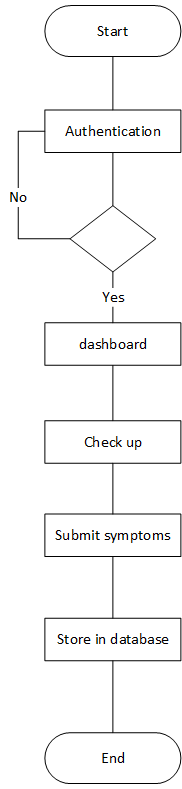 Start
Authentication
No
Yes
dashboard
Check up
Submit symptoms
Store in database
End